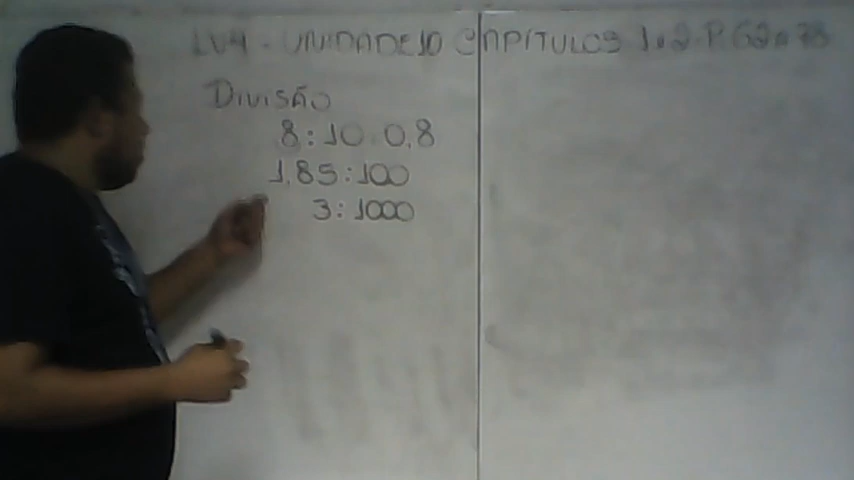 LV4 - UNIDADE 10 CAPÍTULOS 1 e 2 P. 62 a 78
DIVISÃO
8 : 10 0,8
1,85 : 100
3 : 1000